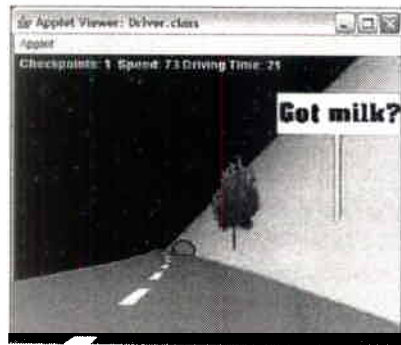 Applet Viewer: Driver.class
Applet
Checkpoints: 1 Speed: 73 Driving Time: 21
Got milk?